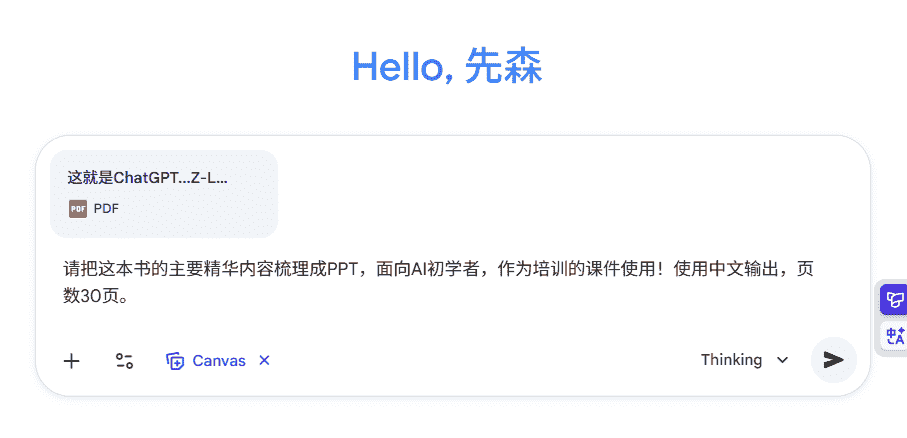 Hello, 先森
这就是ChatGPT...Z-L...
PDF PDF
请把这本书的主要精华内容梳理成PPT，面向AI初学者，作为培训的课件使用！使用中文输出，页
数30页。
Canvas
Thinking
中
A